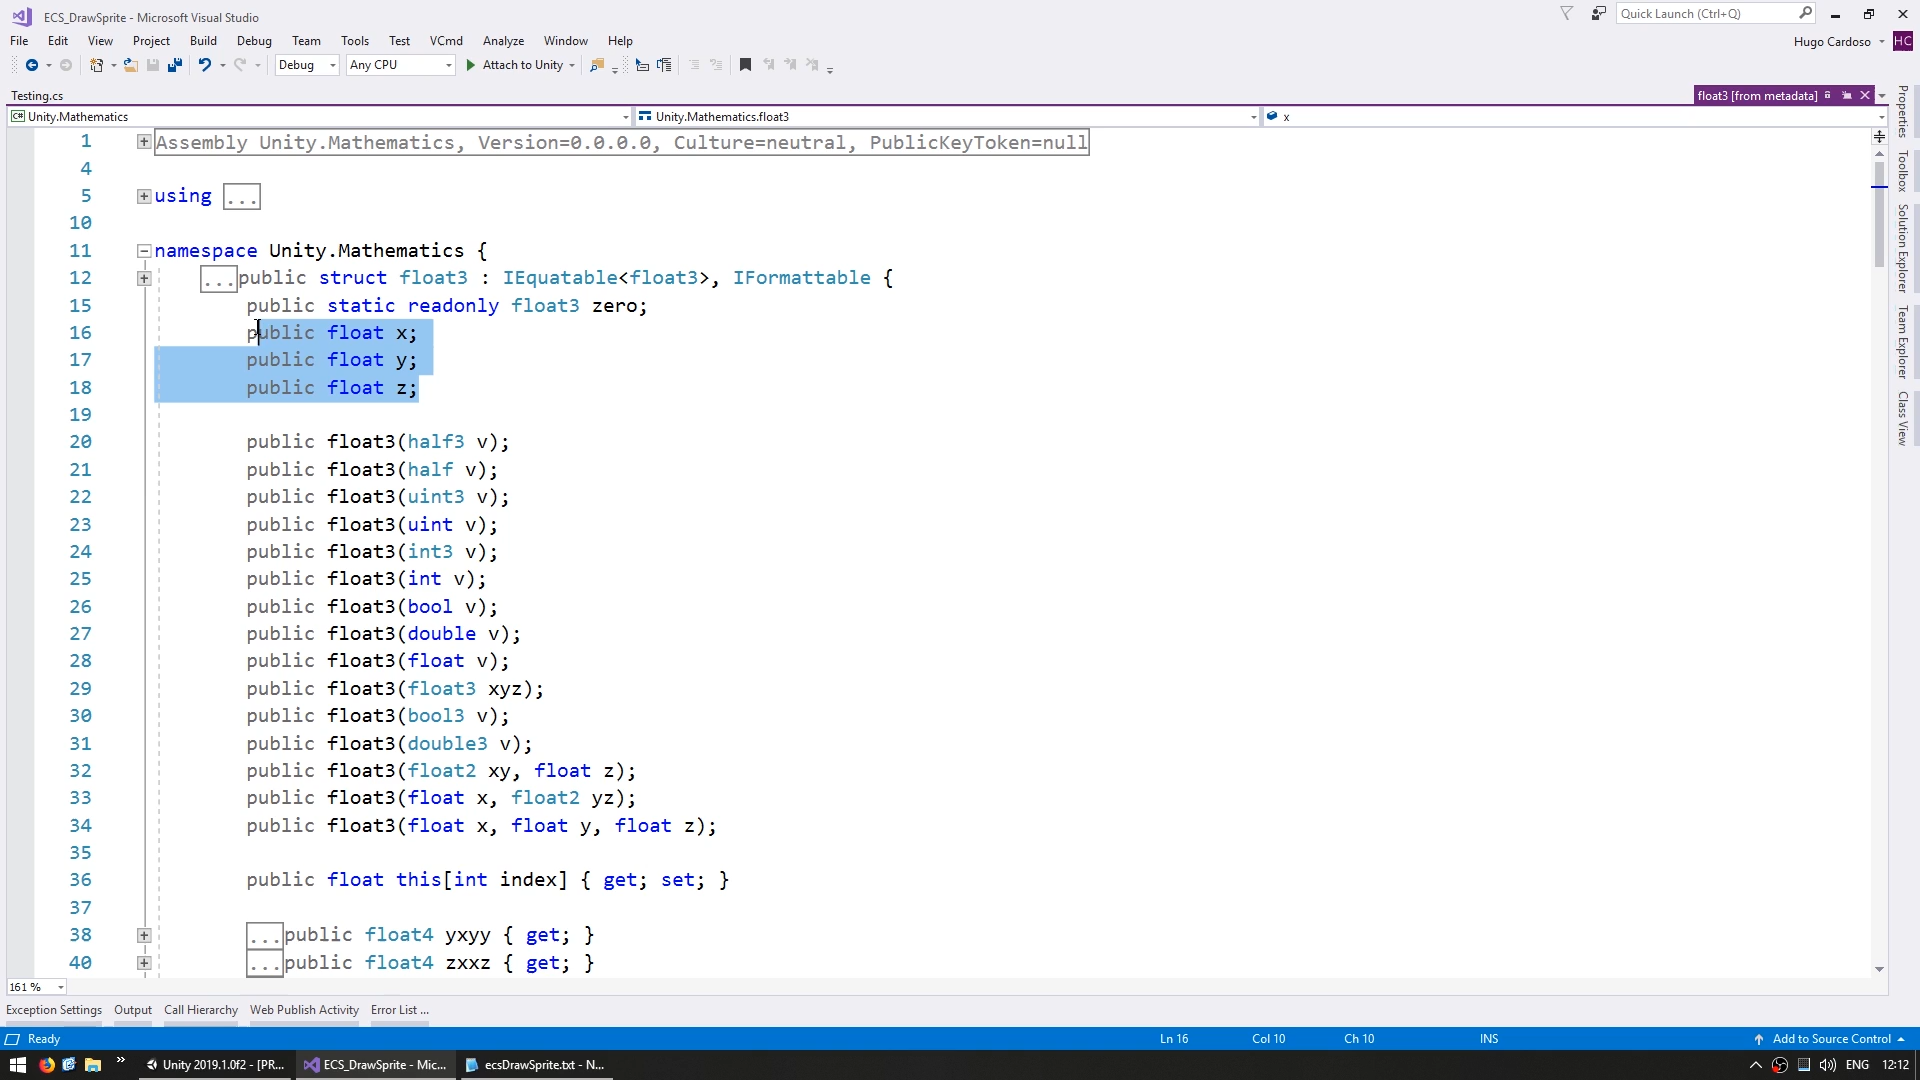 ECS_DrawSprite - Microsoft Visual Studio
Quick Launch (Ctrl+Q)
File Edit View Project Build Debug Team Tools Test VCmd Analyze Window Help
Hugo Cardoso HC
Debug Any CPU Attach to Unity
Testing.cs
float3 [from metadata]
Unity.Mathematics Unity.Mathematics.float3 x
1 Assembly Unity.Mathematics, Version=0.0.0.0, Culture=neutral, PublicKeyToken=null
4
5 using ...
10
11 namespace Unity.Mathematics {
12 ...public struct float3 : IEquatable<float3>, IFormattable {
15 public static readonly float3 zero;
16 public float x;
17 public float y;
18 public float z;
19
20 public float3(half3 v);
21 public float3(half v);
22 public float3(uint3 v);
23 public float3(uint v);
24 public float3(int3 v);
25 public float3(int v);
26 public float3(bool v);
27 public float3(double v);
28 public float3(float v);
29 public float3(float3 xyz);
30 public float3(bool3 v);
31 public float3(double3 v);
32 public float3(float2 xy, float z);
33 public float3(float x, float2 yz);
34 public float3(float x, float y, float z);
35
36 public float this[int index] { get; set; }
37
38 ...public float4 yxyy { get; }
40 ...public float4 zxxz { get; }
Properties
Toolbox
Solution Explorer
Team Explorer
Class View
161 %
Exception Settings Output Call Hierarchy Web Publish Activity Error List ...
Ready Ln 16 Col 10 Ch 10 INS Add to Source Control
Unity 2019.1.0f2 - [PR... ECS_DrawSprite - Mic... ecsDrawSprite.txt - N... ENG 12:12